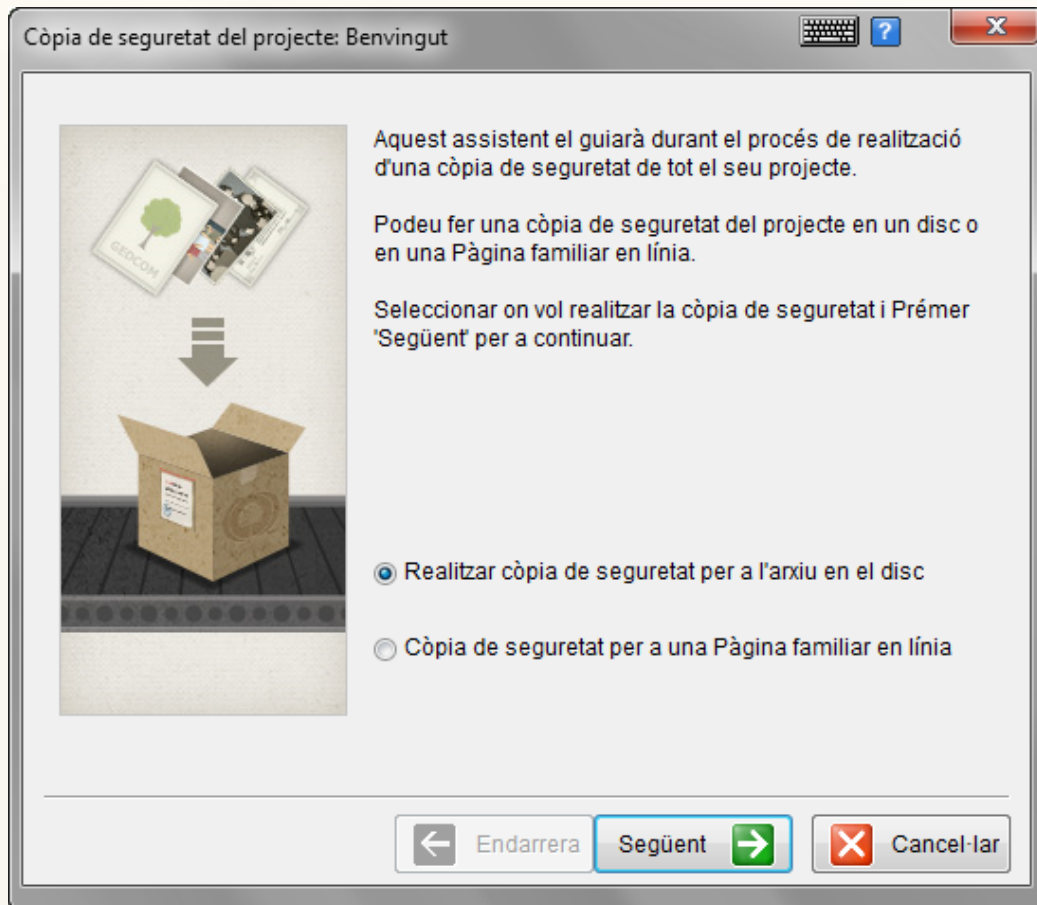 Còpia de seguretat del projecte: Benvingut
?
x
Aquest assistent el guiarà durant el procés de realització
d'una còpia de seguretat de tot el seu projecte.
Podeu fer una còpia de seguretat del projecte en un disc o
en una Pàgina familiar en línia.
Seleccionar on vol realitzar la còpia de seguretat i Prémer
'Següent' per a continuar.
GEDCOM
Realitzar còpia de seguretat per a l'arxiu en el disc
Còpia de seguretat per a una Pàgina familiar en línia
Endarrera
Següent
Cancel·lar